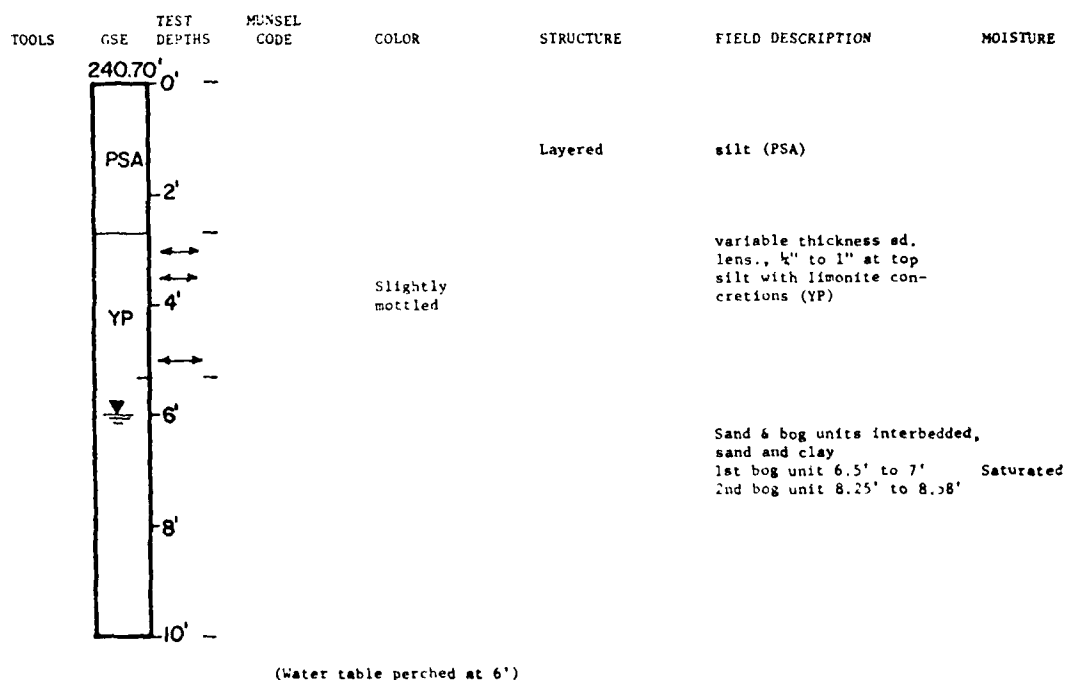 TOOLS GSE TEST DEPTHS MUNSEL CODE COLOR STRUCTURE FIELD DESCRIPTION MOISTURE
240.70'
0'
PSA
Layered
silt (PSA)
2'
variable thickness sd.
lens., ¼" to 1" at top
silt with limonite con-
cretions (YP)
Slightly
mottled
4'
YP
6'
Sand & bog units interbedded,
sand and clay
1st bog unit 6.5' to 7' Saturated
2nd bog unit 8.25' to
8'
10'
(Water table perched at 6')